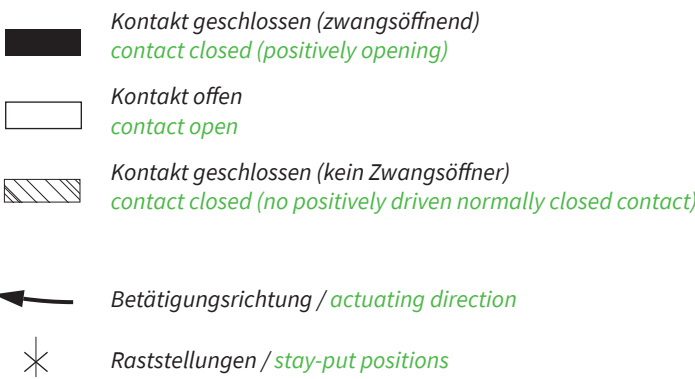 Kontakt geschlossen (zwangsöffnend)
contact closed (positively opening)
Kontakt offen
contact open
Kontakt geschlossen (kein Zwangsöffner)
contact closed (no positively driven normally closed contact)
Betätigungsrichtung / actuating direction
Raststellungen / stay-put positions